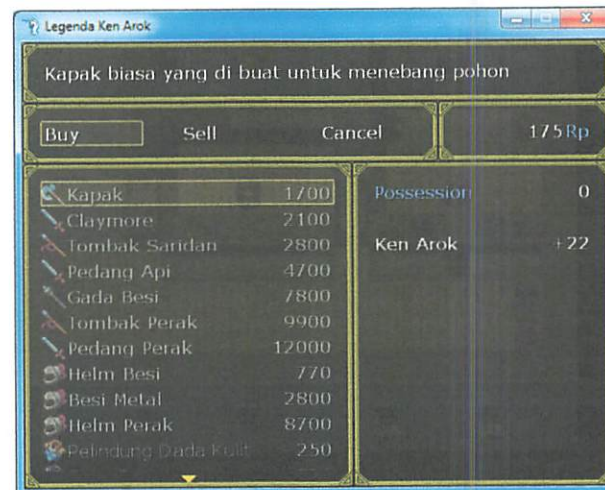 Legenda Ken Arok
Kapak biasa yang di buat untuk menebang pohon
Buy Sell Cancel 175Rp
Kapak 1700
Claymore 2100
Tombak Saridan 2800
Pedang Api 4700
Gada Besi 7800
Tombak Perak 9900
Pedang Perak 12000
Helm Besi 770
Besi Metal 2800
Helm Perak 8700
Pelindung Dada Kulit 250
Possession 0
Ken Arok +22